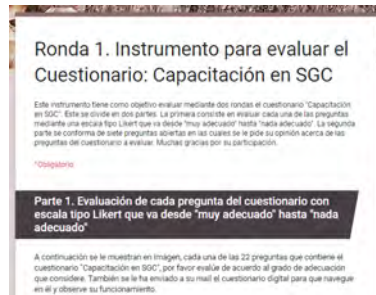 Ronda 1. Instrumento para evaluar el
Cuestionario: Capacitación en SGC
Este instrumento tiene como objetivo evaluar mediante dos rondas el cuestionario "Capacitación
en SGC". Este se divide en dos partes. La primera consiste en evaluar cada una de las preguntas
mediante una escala tipo Likert que va desde "muy adecuado" hasta "nada adecuado". La segunda
parte se conforma de siete preguntas abiertas en las cuales se le pide su opinión acerca de las
preguntas del cuestionario a evaluar. Muchas gracias por su participación.
*Obligatorio
Parte 1. Evaluación de cada pregunta del cuestionario con
escala tipo Likert que va desde "muy adecuado" hasta "nada
adecuado"
A continuación se le muestran en imágen, cada una de las 22 preguntas que contiene el
cuestionario "Capacitación en SGC", por favor evalúe de acuerdo al grado de adecuación
que considere. También se le ha enviado a su mail el cuestionario digital para que navegue
en él y observe su funcionamiento.